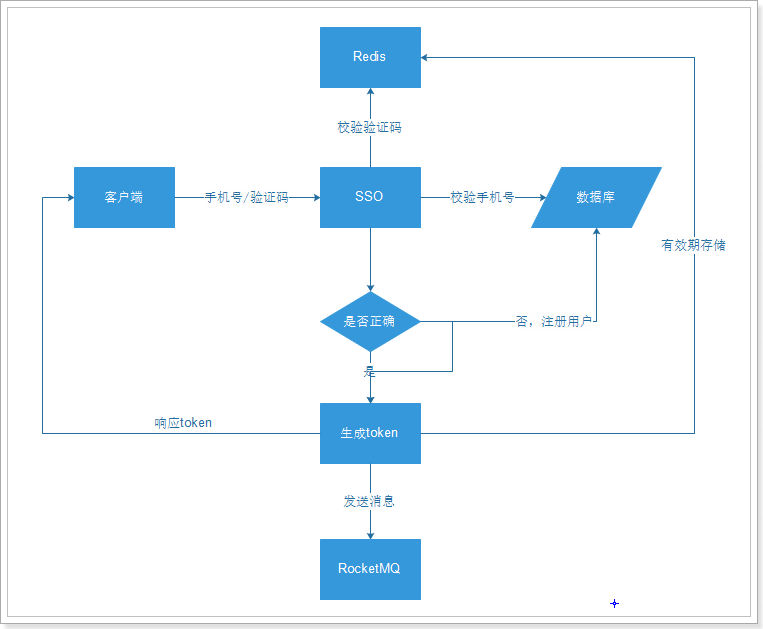 Redis
校验验证码
客户端
手机号/验证码
SSO
校验手机号
数据库
有效期存储
是否正确
否，注册用户
是
响应token
生成token
发送消息
RocketMQ